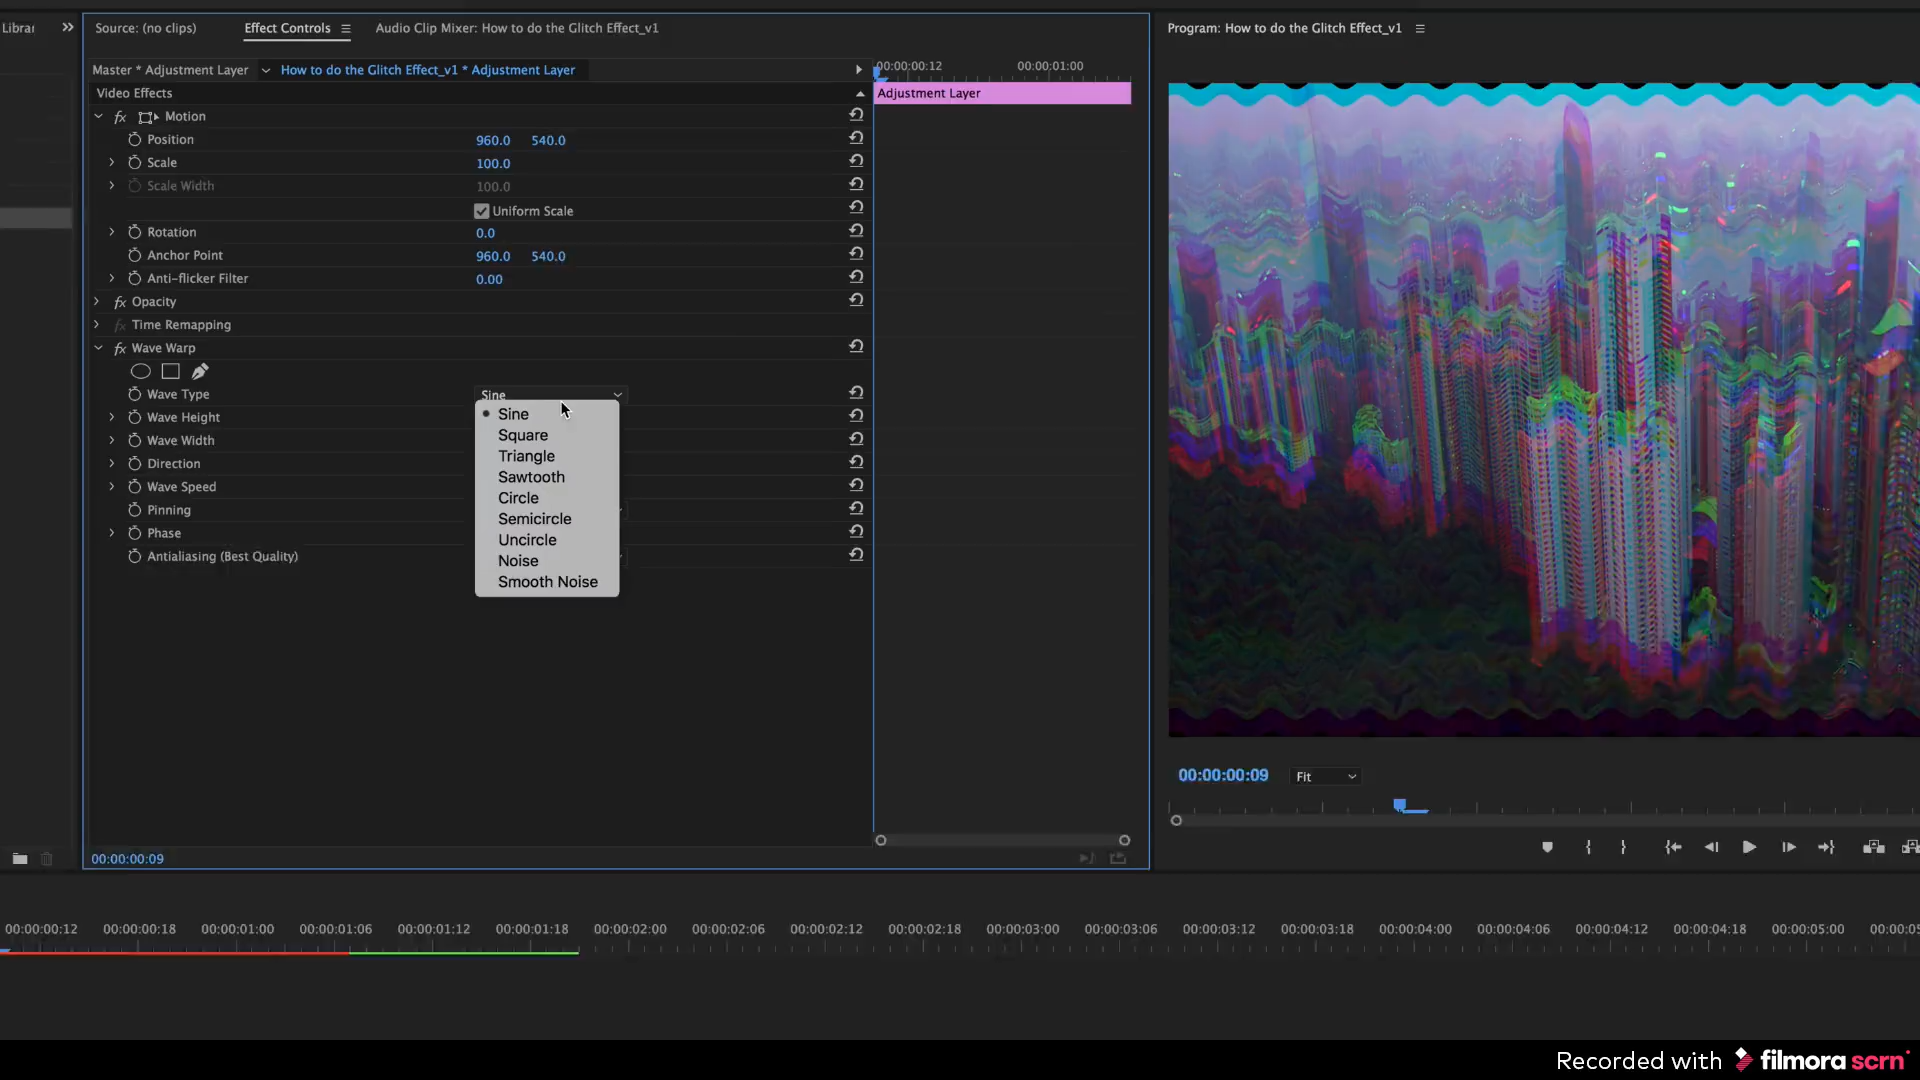 Librar
Source: (no clips)
Effect Controls
Audio Clip Mixer: How to do the Glitch Effect_v1
Program: How to do the Glitch Effect_v1
Master * Adjustment Layer
How to do the Glitch Effect_v1 * Adjustment Layer
00:00:00:12
00:00:01:00
Video Effects
Adjustment Layer
fx Motion
Position 960.0 540.0
Scale 100.0
Scale Width 100.0
Uniform Scale
Rotation 0.0
Anchor Point 960.0 540.0
Anti-flicker Filter 0.00
fx Opacity
fx Time Remapping
fx Wave Warp
Wave Type Sine
Wave Height
Wave Width
Direction
Wave Speed
Pinning
Phase
Antialiasing (Best Quality)
Sine
Square
Triangle
Sawtooth
Circle
Semicircle
Uncircle
Noise
Smooth Noise
00:00:00:09 Fit
00:00:00:09
00:00:00:12 00:00:00:18 00:00:01:00 00:00:01:06 00:00:01:12 00:00:01:18 00:00:02:00 00:00:02:06 00:00:02:12 00:00:02:18 00:00:03:00 00:00:03:06 00:00:03:12 00:00:03:18 00:00:04:00 00:00:04:06 00:00:04:12 00:00:04:18 00:00:05:00 00:00:05
Recorded with filmora scrn